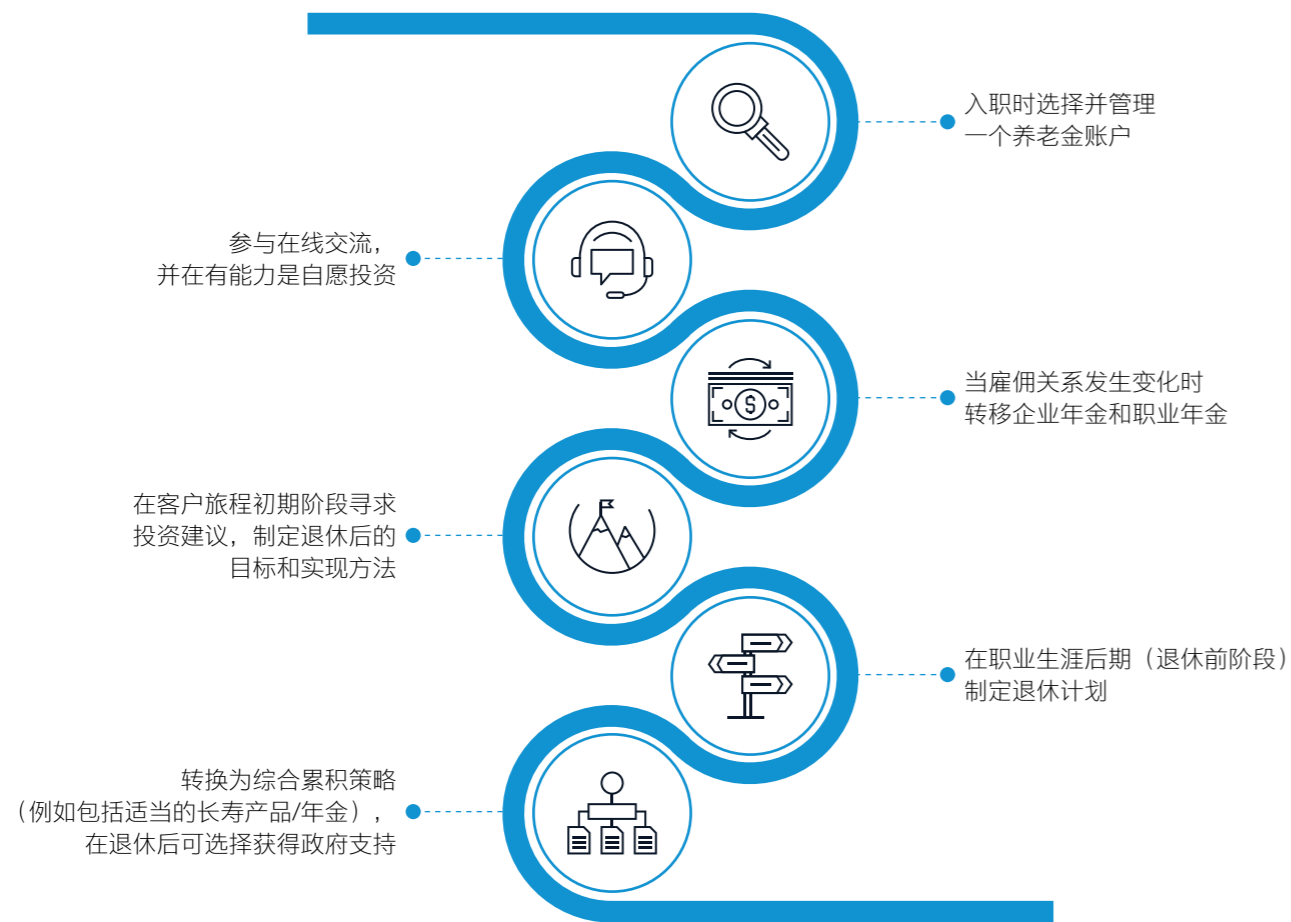 入职时选择并管理
一个养老金账户
参与在线交流，
并在有能力是自愿投资
当雇佣关系发生变化时
转移企业年金和职业年金
在客户旅程初期阶段寻求
投资建议，制定退休后的
目标和实现方法
在职业生涯后期（退休前阶段）
制定退休计划
转换为综合累积策略
（例如包括适当的长寿产品/年金），
在退休后可选择获得政府支持
$